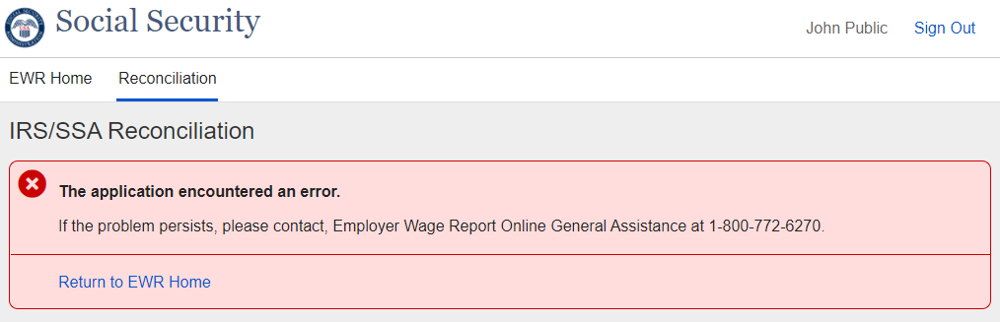 Social Security
John Public
Sign Out
EWR Home
Reconciliation
IRS/SSA Reconciliation
The application encountered an error.
If the problem persists, please contact, Employer Wage Report Online General Assistance at 1-800-772-6270.
Return to EWR Home